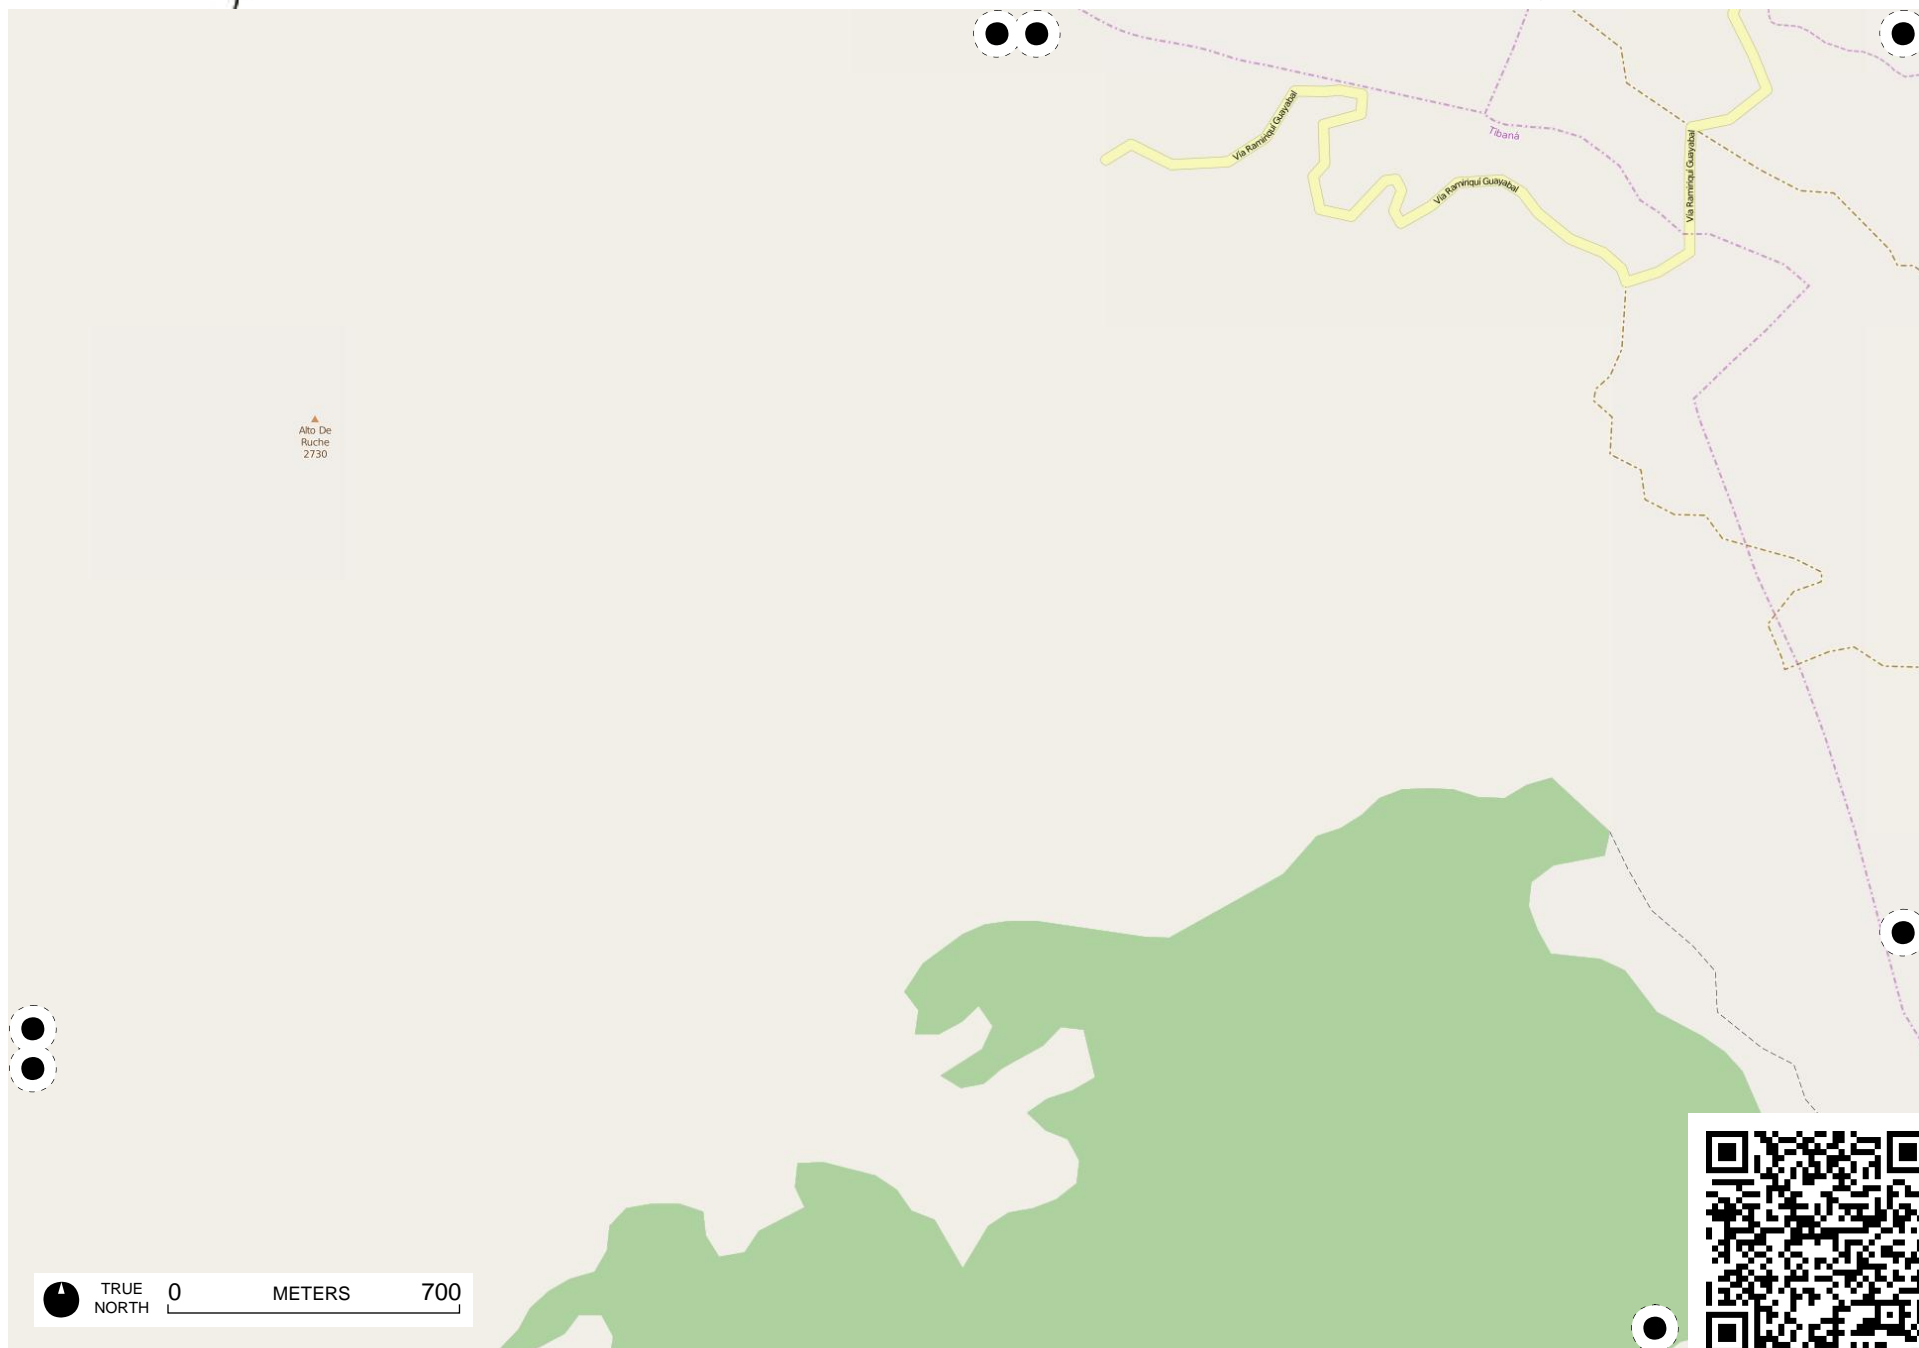 Vía Ramiriquí Guayabal
Tibaná
Vía Ramiriquí Guayabal
Vía Ramiriquí Guayabal
Alto De
Ruche
2730
TRUE
NORTH
0 METERS 700